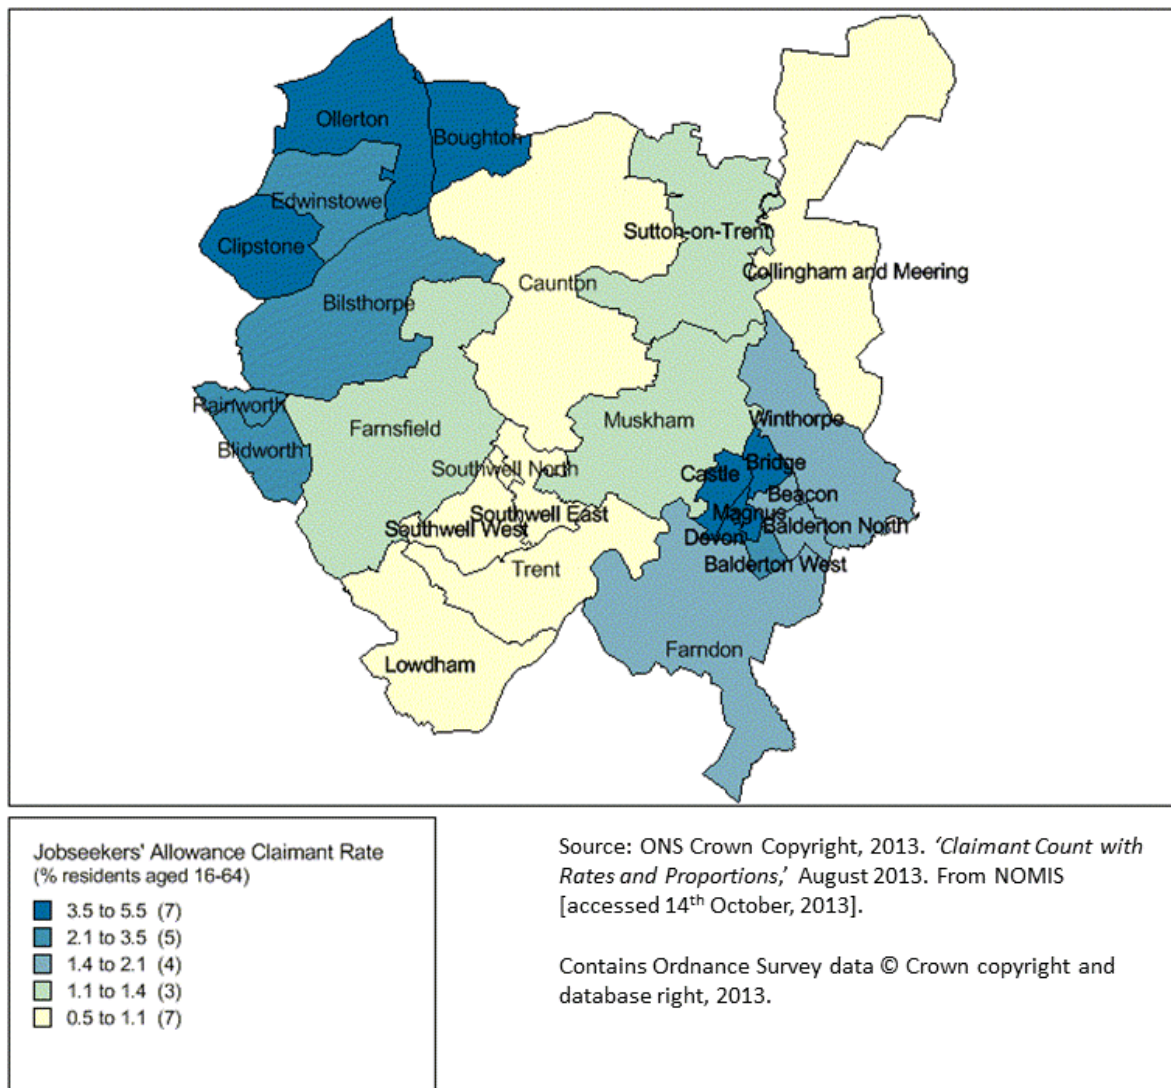 Ollerton
Boughton
Edwinstowe
Clipstone
Sutton-on-Trent
Collingham and Meering
Caunton
Bilsthorpe
Rainworth
Winthorpe
Muskham
Farnsfield
Blidworth
Bridge
Southwell North
Castle
Beacon
Magnus
Southwell East
Balderton North
Southwell West
Devon
Balderton West
Trent
Farndon
Lowdham
Jobseekers' Allowance Claimant Rate
(% residents aged 16-64)
3.5 to 5.5 (7)
2.1 to 3.5 (5)
1.4 to 2.1 (4)
1.1 to 1.4 (3)
0.5 to 1.1 (7)
Source: ONS Crown Copyright, 2013. ‘Claimant Count with
Rates and Proportions,’ August 2013. From NOMIS
[accessed 14th October, 2013].
Contains Ordnance Survey data © Crown copyright and
database right, 2013.